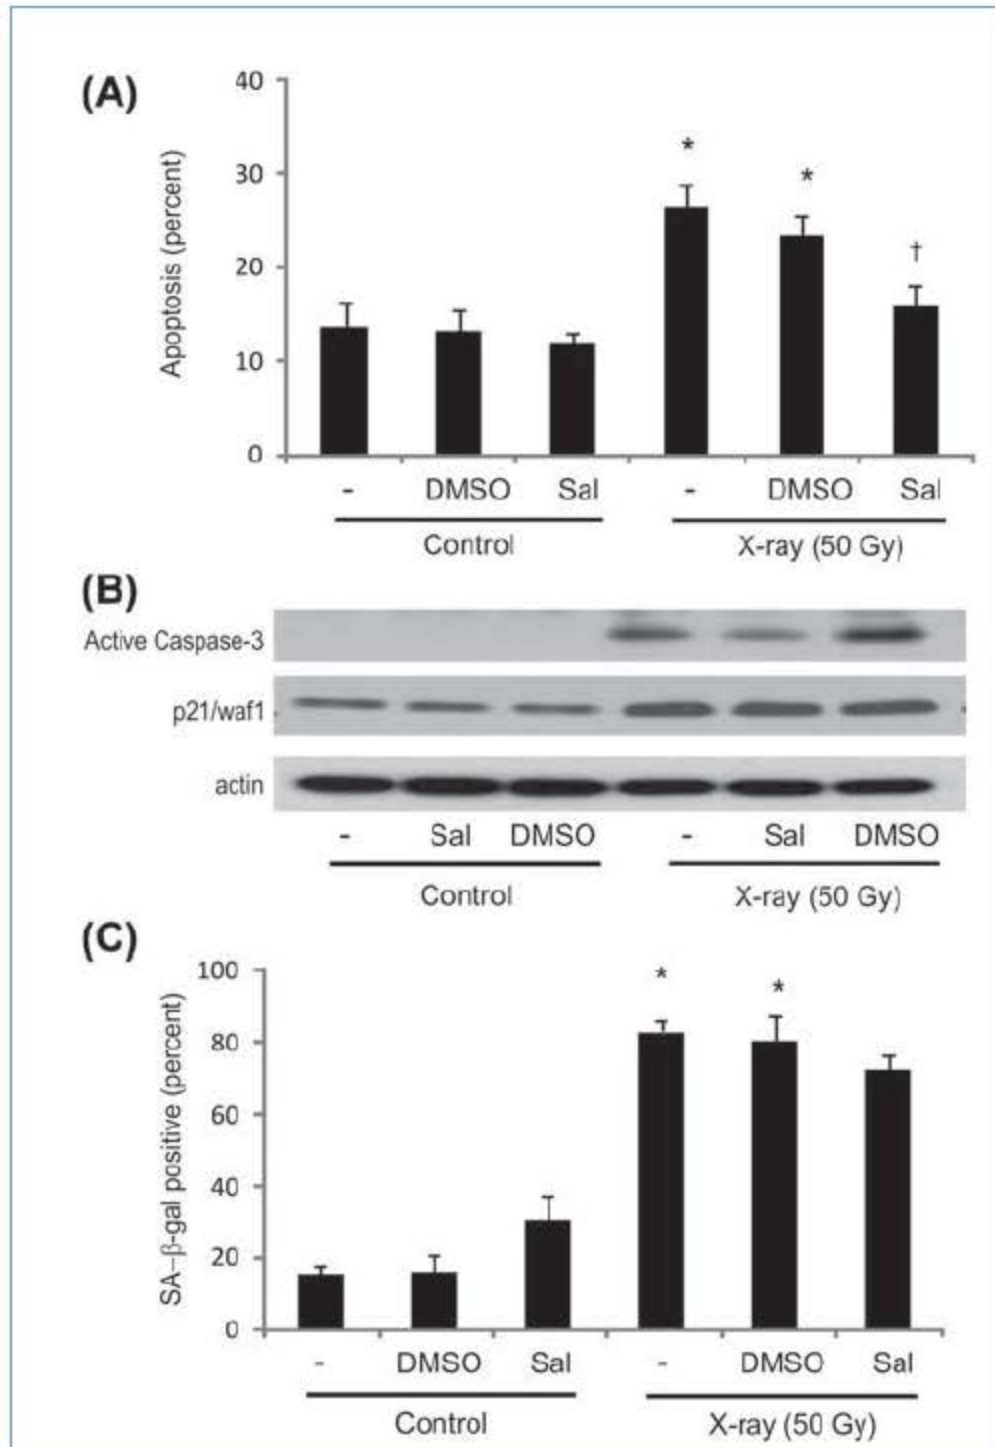 (A)
Apoptosis (percent)
40
30
20
10
0
* * †
- DMSO Sal - DMSO Sal
Control X-ray (50 Gy)
(B)
Active Caspase-3
p21/waf1
actin
- Sal DMSO - Sal DMSO
Control X-ray (50 Gy)
(C)
SA-β-gal positive (percent)
100
80
60
40
20
0
* *
- DMSO Sal - DMSO Sal
Control X-ray (50 Gy)